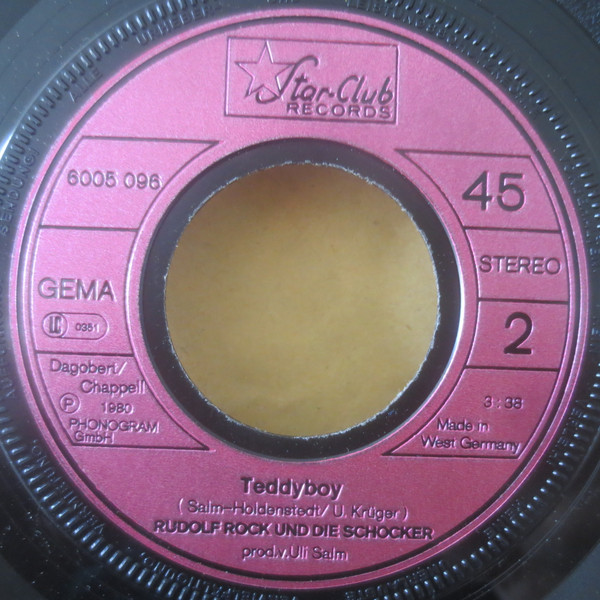 Star-Club
RECORDS
6005 096
45
STEREO
GEMA
LC 0351
2
Dagobert/
Chappell
Ⓟ 1980
PHONOGRAM
GmbH
3:38
Made in
West Germany
Teddyboy
(Salm-Holdenstedt/ U. Krüger)
RUDOLF ROCK UND DIE SCHOCKER
prod.v.Uli Salm